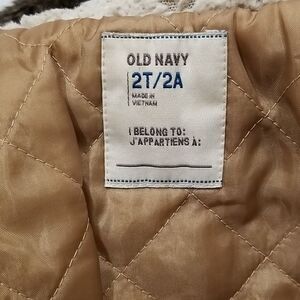 OLD NAVY
2T/2A
MADE IN
VIETNAM
I BELONG TO:
J'APPARTIENS À: